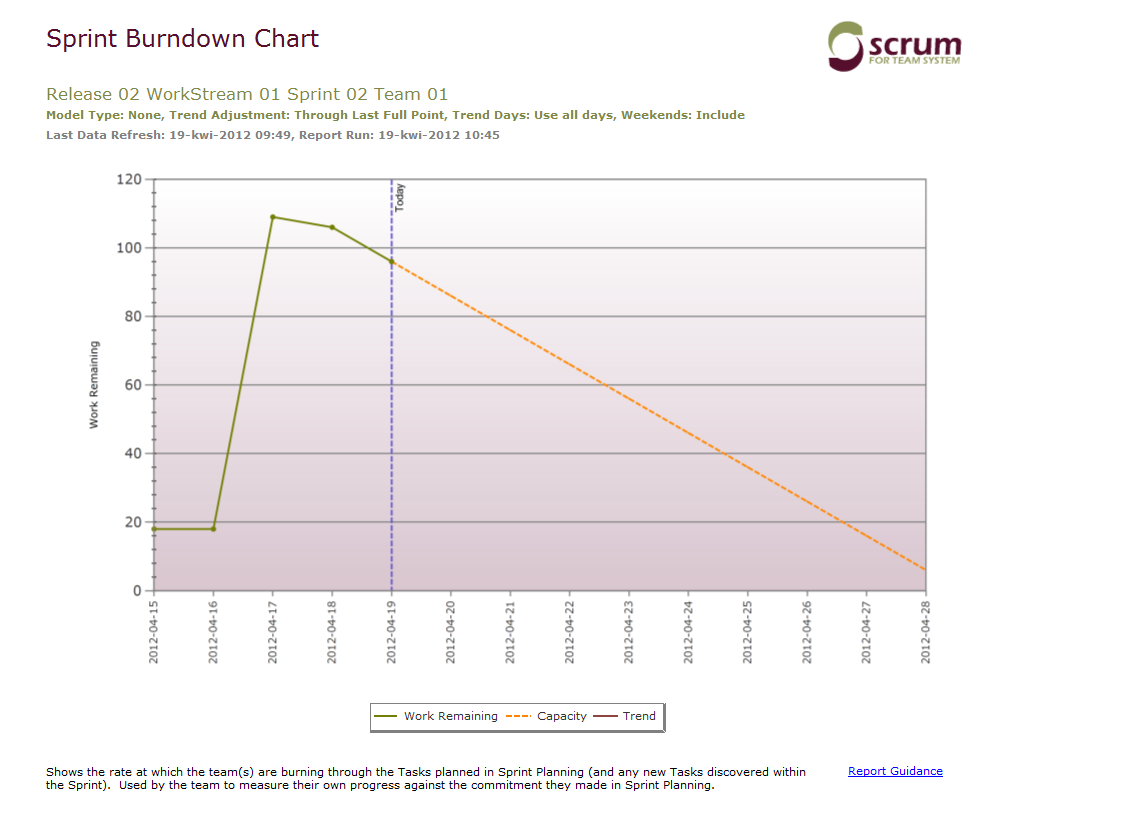 Sprint Burndown Chart
scrum
FOR TEAM SYSTEM
Release 02 WorkStream 01 Sprint 02 Team 01
Model Type: None, Trend Adjustment: Through Last Full Point, Trend Days: Use all days, Weekends: Include
Last Data Refresh: 19-kwi-2012 09:49, Report Run: 19-kwi-2012 10:45
120
100
80
60
40
20
0
Work Remaining
Today
2012-04-15
2012-04-16
2012-04-17
2012-04-18
2012-04-19
2012-04-20
2012-04-21
2012-04-22
2012-04-23
2012-04-24
2012-04-25
2012-04-26
2012-04-27
2012-04-28
Work Remaining Capacity Trend
Shows the rate at which the team(s) are burning through the Tasks planned in Sprint Planning (and any new Tasks discovered within
the Sprint).  Used by the team to measure their own progress against the commitment they made in Sprint Planning.
Report Guidance